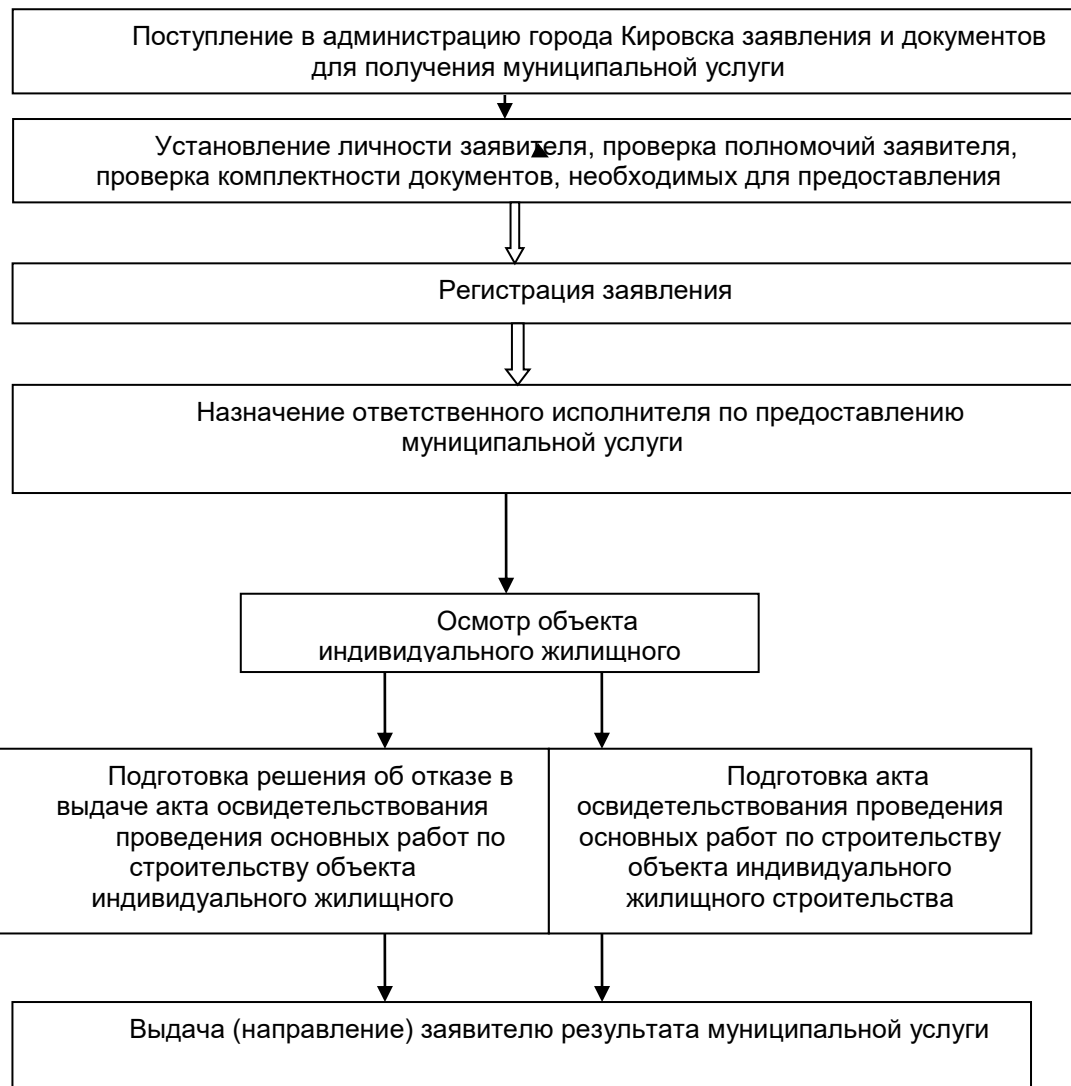 Поступление в администрацию города Кировска заявления и документов
для получения муниципальной услуги
Установление личности заявителя, проверка полномочий заявителя,
проверка комплектности документов, необходимых для предоставления
Регистрация заявления
Назначение ответственного исполнителя по предоставлению
муниципальной услуги
Осмотр объекта
индивидуального жилищного
Подготовка решения об отказе в
выдаче акта освидетельствования
проведения основных работ по
строительству объекта
индивидуального жилищного
Подготовка акта
освидетельствования проведения
основных работ по строительству
объекта индивидуального
жилищного строительства
Выдача (направление) заявителю результата муниципальной услуги